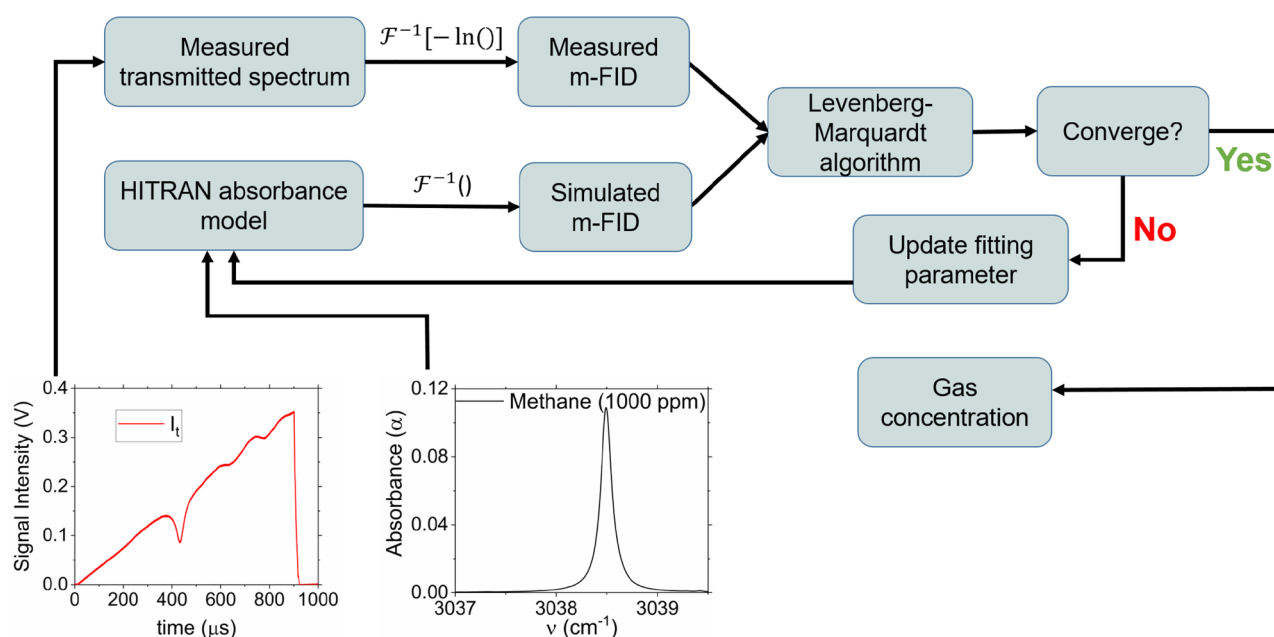 Measured
transmitted spectrum
ℱ⁻¹[− ln()]
Measured
m-FID
Levenberg-
Marquardt
algorithm
Converge?
Yes
HITRAN absorbance
model
ℱ⁻¹()
Simulated
m-FID
No
Update fitting
parameter
Gas
concentration
Signal Intensity (V)
0.4
0.3
0.2
0.1
0.0
Iₜ
0 200 400 600 800 1000
time (μs)
Absorbance (α)
0.12
0.08
0.04
0.00
Methane (1000 ppm)
3037 3038 3039
ν (cm⁻¹)